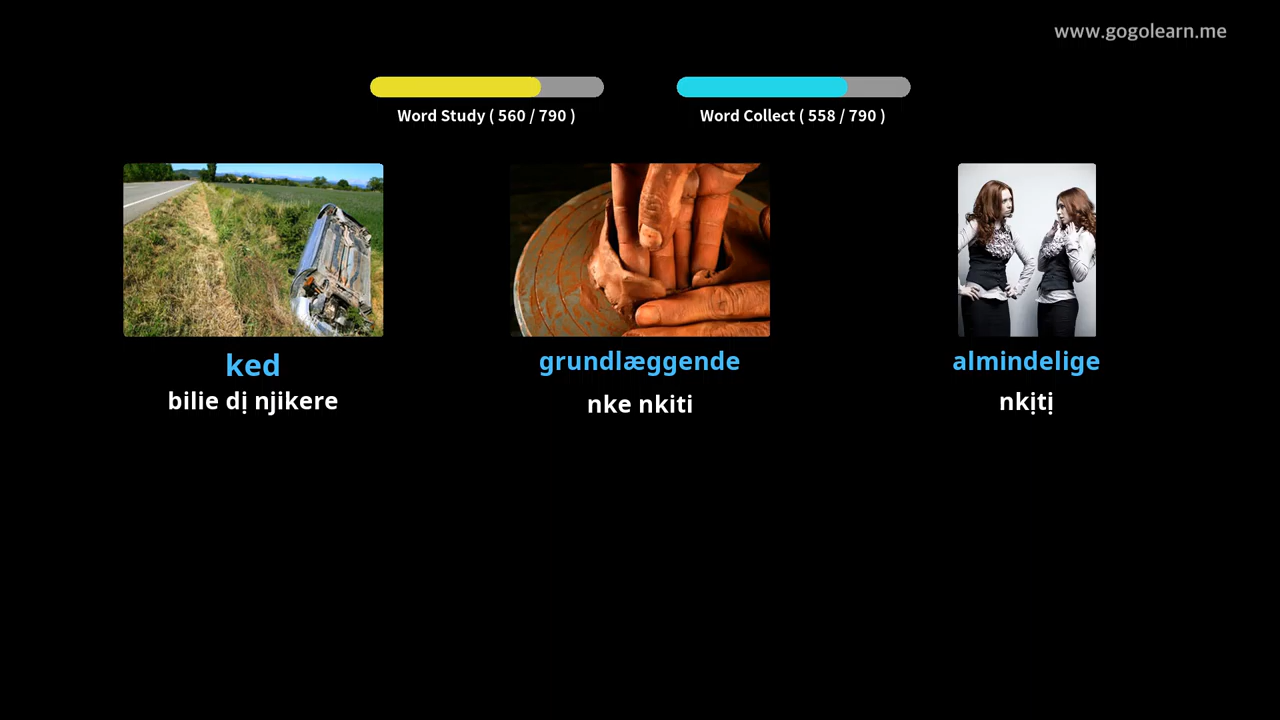 www.gogolearn.me
Word Study ( 560 / 790 )
Word Collect ( 558 / 790 )
ked
bilie dị njikere
grundlæggende
nke nkiti
almindelige
nkịtị